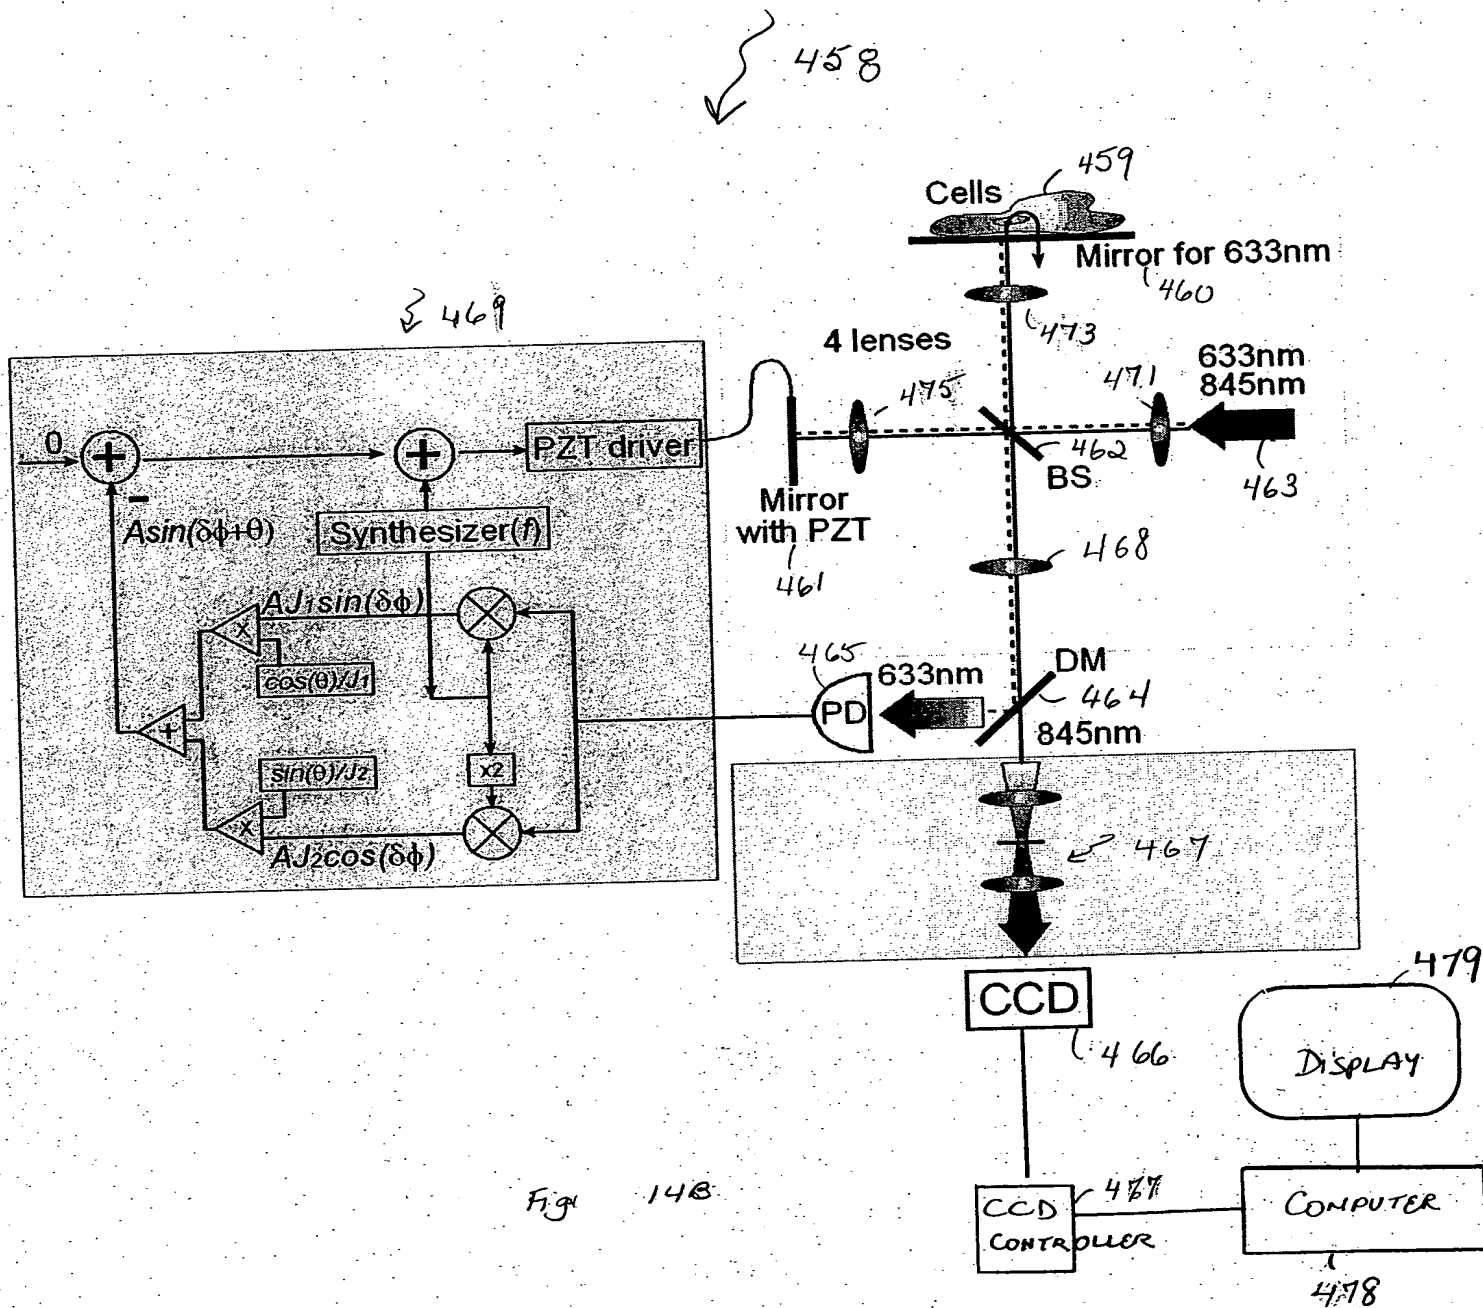 458
459
Cells
Mirror for 633nm
460
469
473
4 lenses
633nm
845nm
475
471
0
+
+
PZT driver
462
BS
463
-
Mirror
with PZT
Asin(δϕ+θ)
Synthesizer(f)
461
468
AJ1sin(δϕ)
x
cos(θ)/J1
465
633nm
DM
464
PD
845nm
+
sin(θ)/J2
x2
x
AJ2cos(δϕ)
467
479
CCD
466
DISPLAY
Fig 14B
477
CCD
CONTROLLER
COMPUTER
478